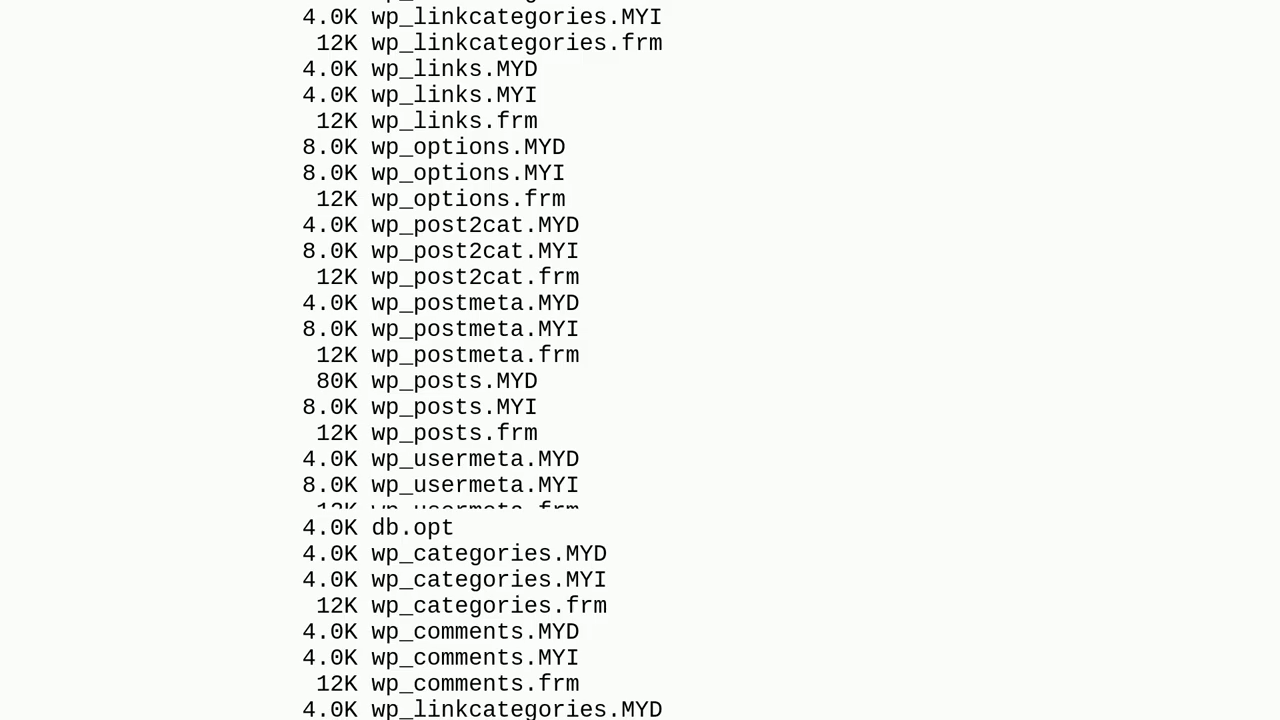 4.0K wp_linkcategories.MYI
12K wp_linkcategories.frm
4.0K wp_links.MYD
4.0K wp_links.MYI
12K wp_links.frm
8.0K wp_options.MYD
8.0K wp_options.MYI
12K wp_options.frm
4.0K wp_post2cat.MYD
8.0K wp_post2cat.MYI
12K wp_post2cat.frm
4.0K wp_postmeta.MYD
8.0K wp_postmeta.MYI
12K wp_postmeta.frm
80K wp_posts.MYD
8.0K wp_posts.MYI
12K wp_posts.frm
4.0K wp_usermeta.MYD
8.0K wp_usermeta.MYI
12K wp_usermeta.frm
4.0K db.opt
4.0K wp_categories.MYD
4.0K wp_categories.MYI
12K wp_categories.frm
4.0K wp_comments.MYD
4.0K wp_comments.MYI
12K wp_comments.frm
4.0K wp_linkcategories.MYD